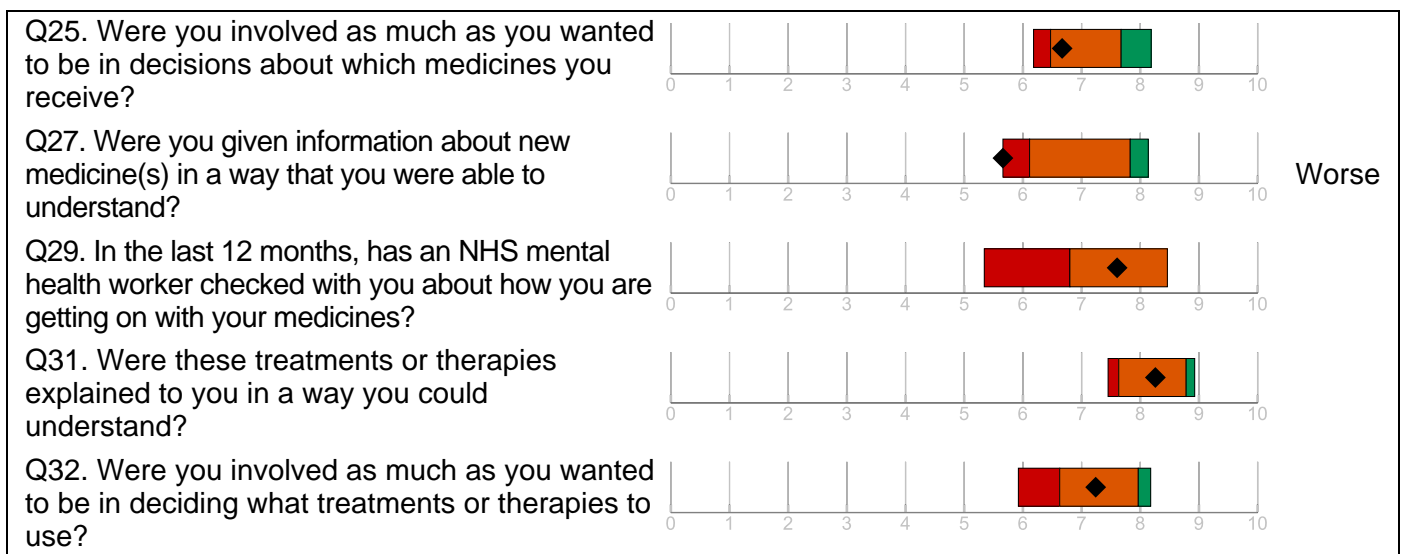 Q25. Were you involved as much as you wanted
to be in decisions about which medicines you
receive?
0 1 2 3 4 5 6 7 8 9 10
Q27. Were you given information about new
medicine(s) in a way that you were able to
understand?
0 1 2 3 4 5 6 7 8 9 10
Worse
Q29. In the last 12 months, has an NHS mental
health worker checked with you about how you are
getting on with your medicines?
0 1 2 3 4 5 6 7 8 9 10
Q31. Were these treatments or therapies
explained to you in a way you could
understand?
0 1 2 3 4 5 6 7 8 9 10
Q32. Were you involved as much as you wanted
to be in deciding what treatments or therapies to
use?
0 1 2 3 4 5 6 7 8 9 10